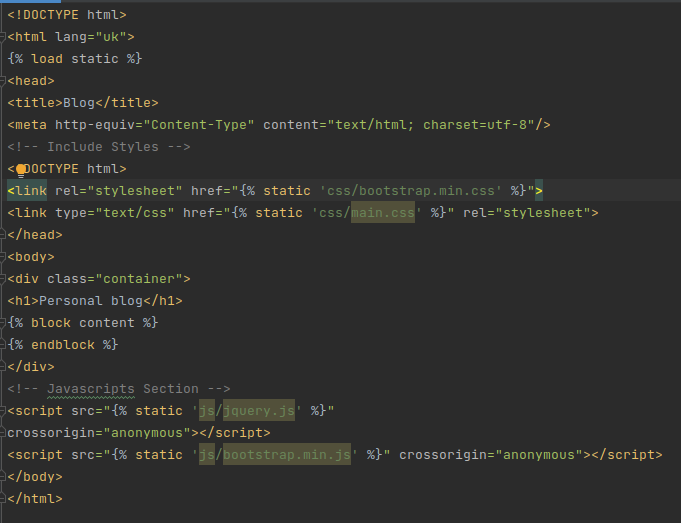 <!DOCTYPE html>
<html lang="uk">
{% load static %}
<head>
<title>Blog</title>
<meta http-equiv="Content-Type" content="text/html; charset=utf-8"/>
<!-- Include Styles -->
<!DOCTYPE html>
<link rel="stylesheet" href="{% static 'css/bootstrap.min.css' %}">
<link type="text/css" href="{% static 'css/main.css' %}" rel="stylesheet">
</head>
<body>
<div class="container">
<h1>Personal blog</h1>
{% block content %}
{% endblock %}
</div>
<!-- Javascripts Section -->
<script src="{% static 'js/jquery.js' %}"
crossorigin="anonymous"></script>
<script src="{% static 'js/bootstrap.min.js' %}" crossorigin="anonymous"></script>
</body>
</html>